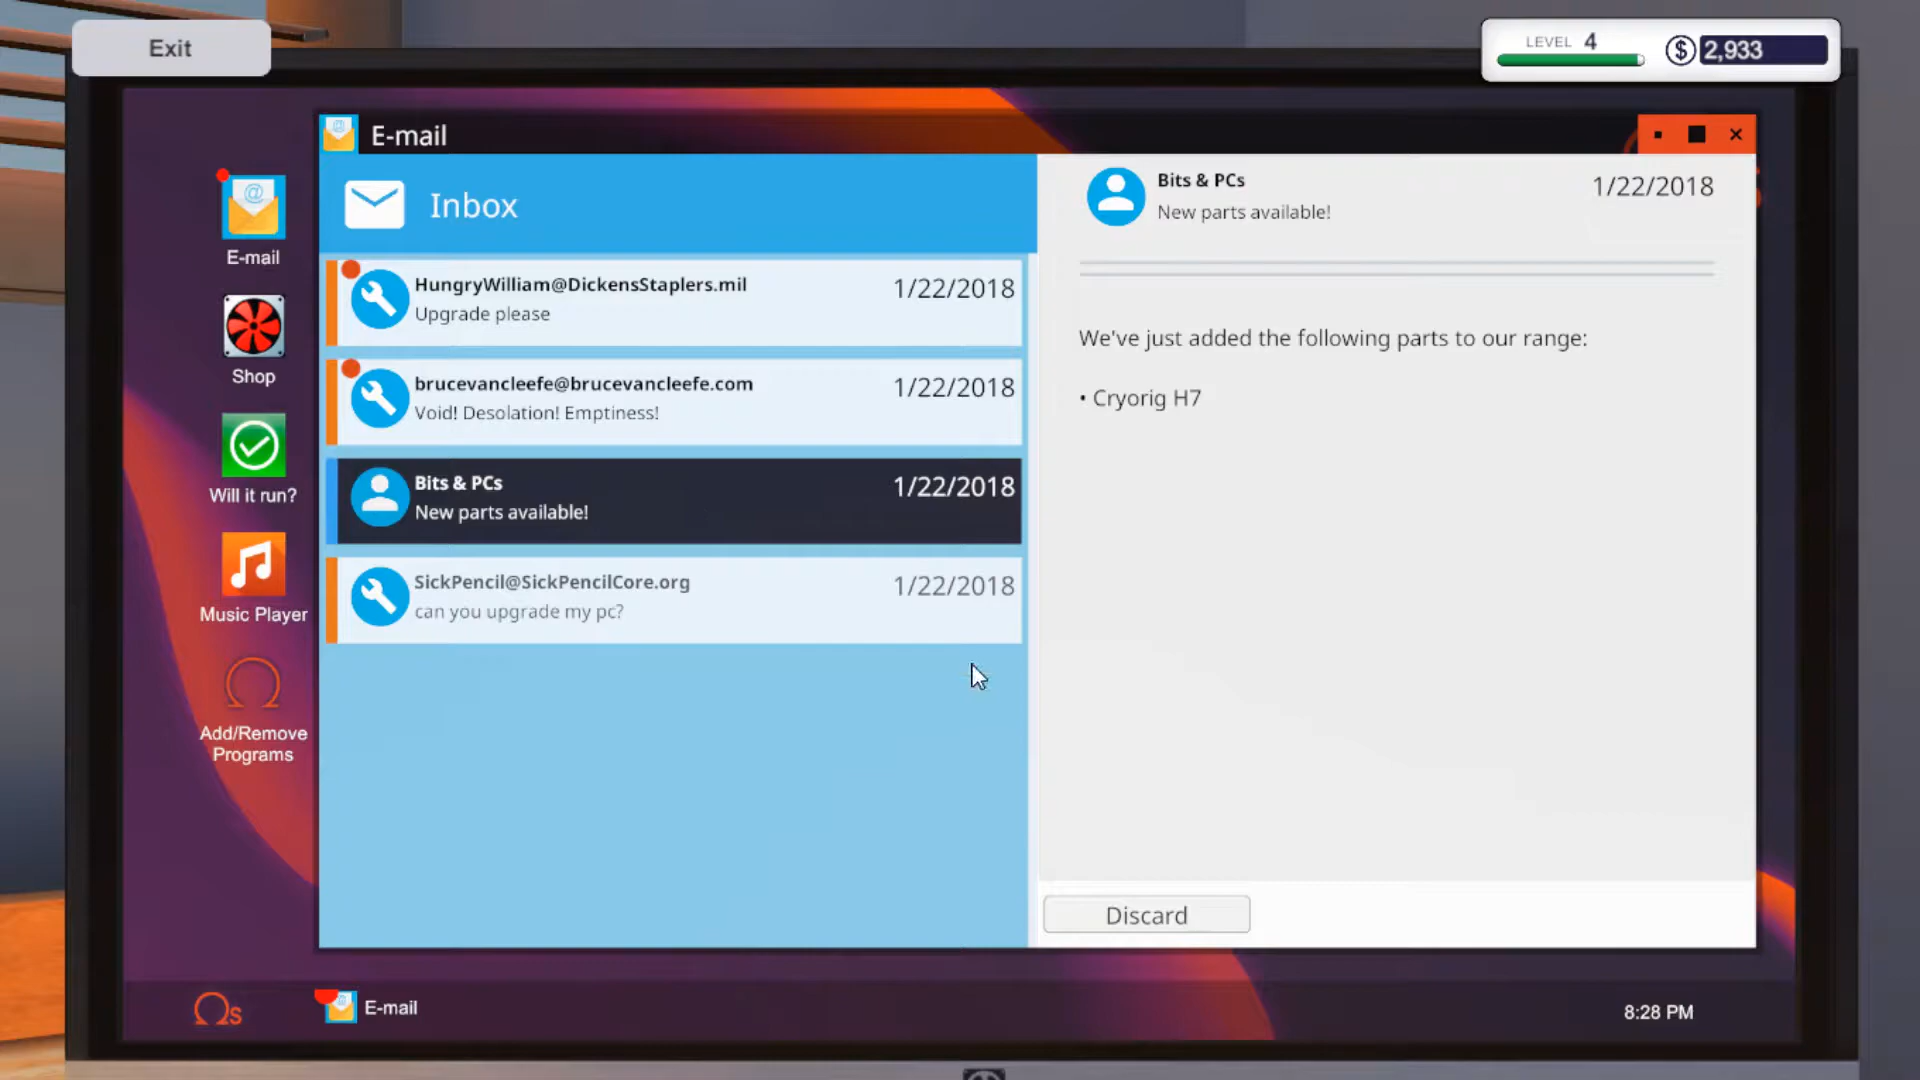 Exit
LEVEL 4
$ 2,933
E-mail
Inbox
HungryWilliam@DickensStaplers.mil
1/22/2018
Upgrade please
brucevancleefe@brucevancleefe.com
1/22/2018
Void! Desolation! Emptiness!
Bits & PCs
1/22/2018
New parts available!
SickPencil@SickPencilCore.org
1/22/2018
can you upgrade my pc?
Bits & PCs
1/22/2018
New parts available!
We've just added the following parts to our range:
• Cryorig H7
Discard
E-mail
Shop
Will it run?
Music Player
Add/Remove
Programs
Ωs
E-mail
8:28 PM